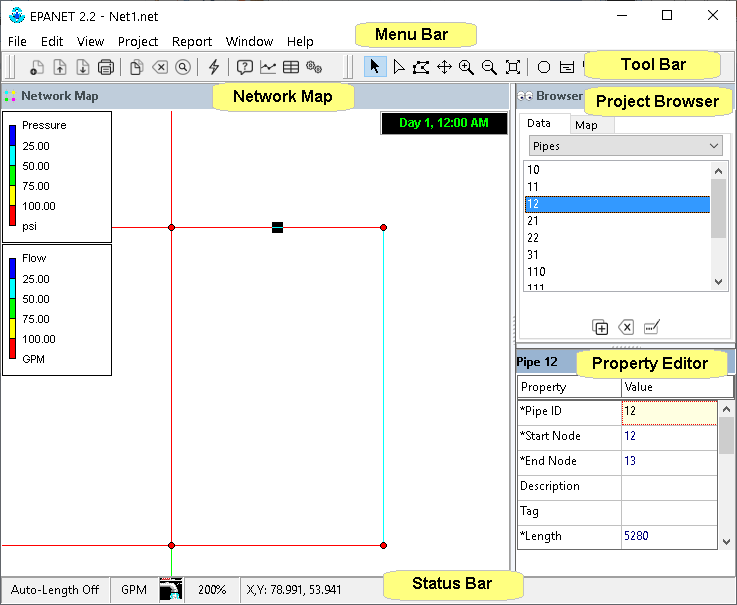 EPANET 2.2 - Net1.net
File Edit View Project Report Window Help
Menu Bar
Tool Bar
Network Map
Network Map
Browser
Project Browser
Pressure
25.00
50.00
75.00
100.00
psi
Flow
25.00
50.00
75.00
100.00
GPM
Day 1, 12:00 AM
Data Map
Pipes
10
11
12
21
22
31
110
111
Pipe 12
Property Editor
Property Value
*Pipe ID 12
*Start Node 12
*End Node 13
Description
Tag
*Length 5280
Auto-Length Off GPM 200% X,Y: 78.991, 53.941
Status Bar